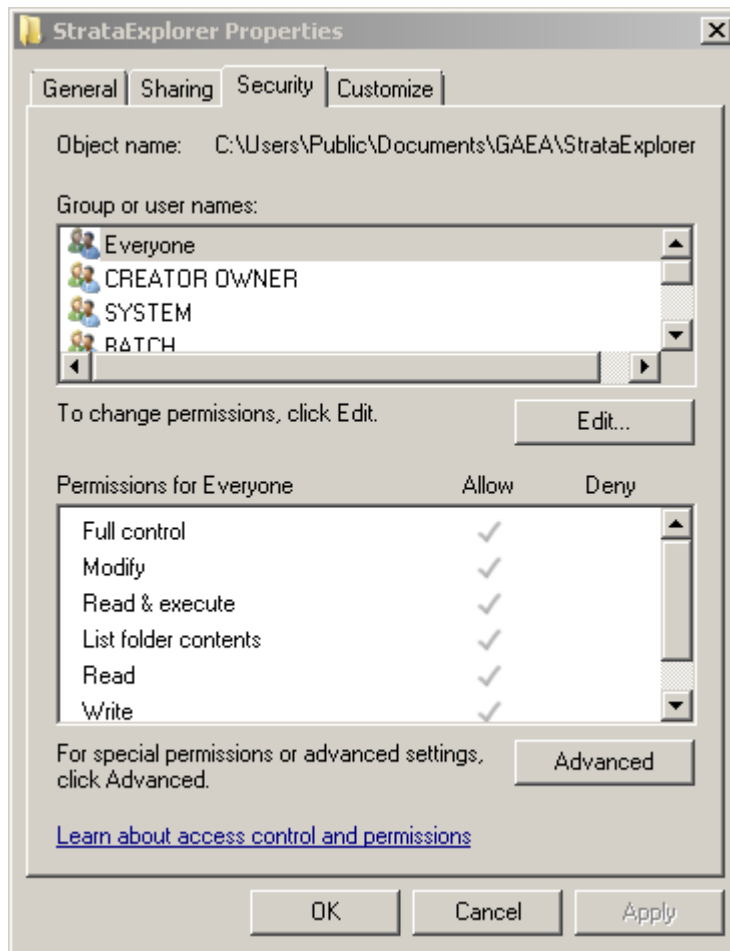 StrataExplorer Properties
General Sharing Security Customize
Object name: C:\Users\Public\Documents\GAEA\StrataExplorer
Group or user names:
Everyone
CREATOR OWNER
SYSTEM
BATCH
To change permissions, click Edit. Edit...
Permissions for Everyone Allow Deny
Full control
Modify
Read & execute
List folder contents
Read
Write
For special permissions or advanced settings, Advanced
click Advanced.
Learn about access control and permissions
OK Cancel Apply